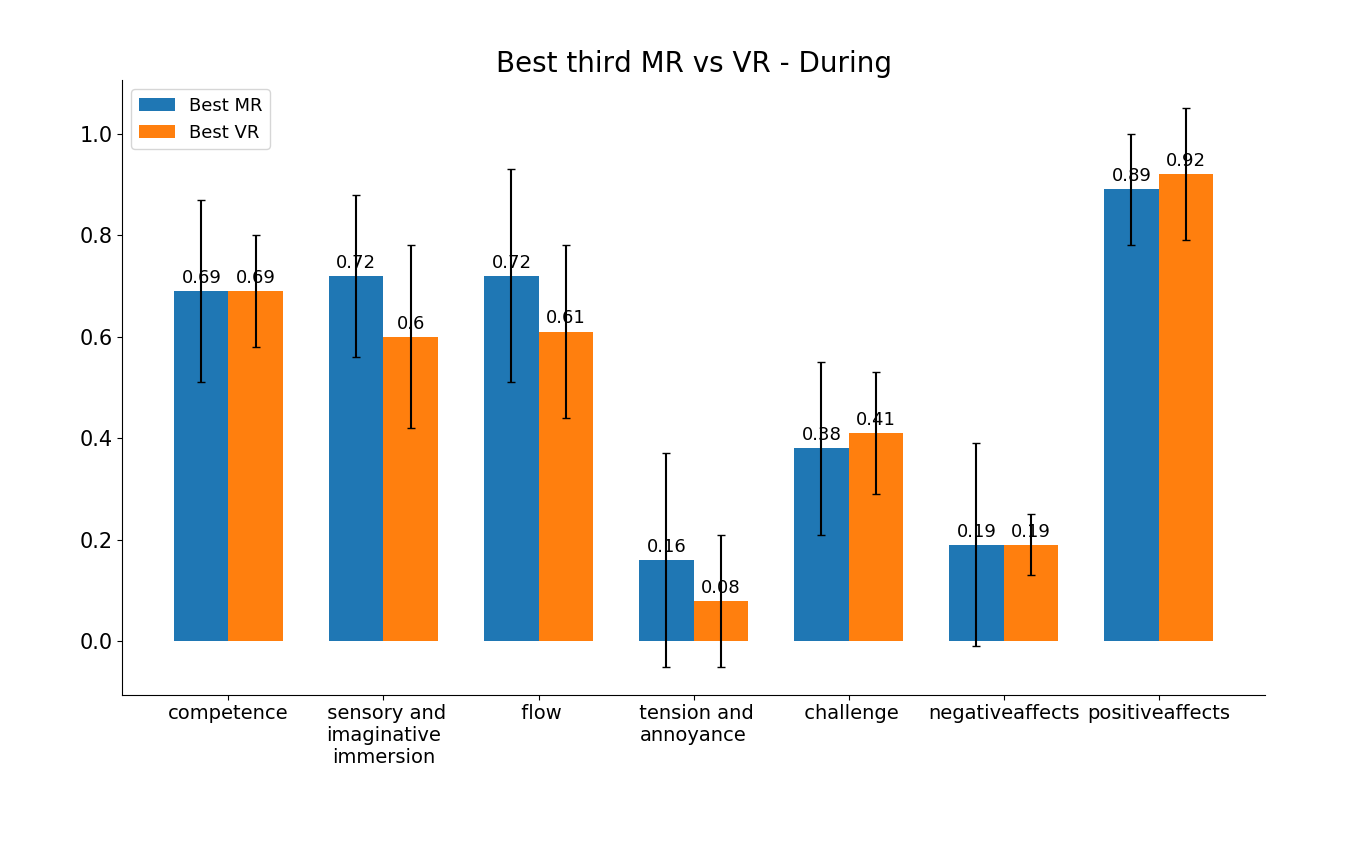 Best third MR vs VR - During
Best MR
Best VR
1.0
0.8
0.6
0.4
0.2
0.0
0.69
0.69
0.72
0.6
0.72
0.61
0.16
0.08
0.38
0.41
0.19
0.19
0.89
0.92
competence
sensory and
imaginative
immersion
flow
tension and
annoyance
challenge
negativeaffects
positiveaffects